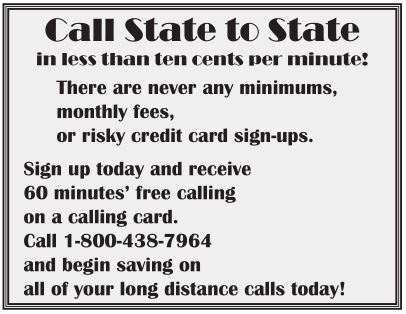 Call State to State
in less than ten cents per minute!
There are never any minimums,
monthly fees,
or risky credit card sign-ups.
Sign up today and receive
60 minutes’ free calling
on a calling card.
Call 1-800-438-7964
and begin saving on
all of your long distance calls today!